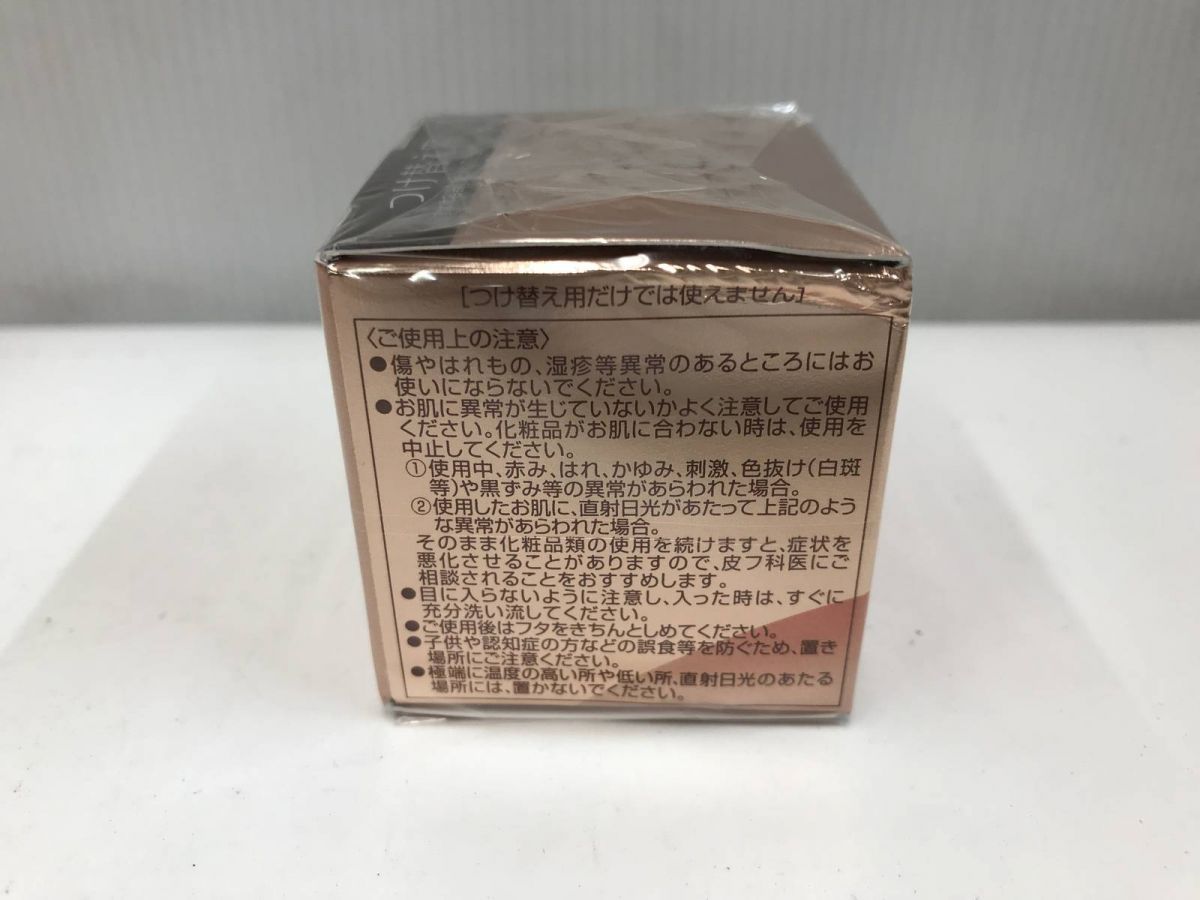 つけ替え
[つけ替え用だけでは使えません]
〈ご使用上の注意〉
●傷やはれもの、湿疹等異常のあるところにはお
使いにならないでください。
●お肌に異常が生じていないかよく注意してご使用
ください。化粧品がお肌に合わない時は、使用を
中止してください。
①使用中、赤み、はれ、かゆみ、刺激、色抜け(白斑
等)や黒ずみ等の異常があらわれた場合。
②使用したお肌に、直射日光があたって上記のよう
な異常があらわれた場合。
そのまま化粧品類の使用を続けますと、症状を
悪化させることがありますので、皮フ科医にご
相談されることをおすすめします。
●目に入らないように注意し、入った時は、すぐに
充分洗い流してください。
●ご使用後はフタをきちんとしめてください。
●子供や認知症の方などの誤食等を防ぐため、置き
場所にご注意ください。
●極端に温度の高い所や低い所、直射日光のあたる
場所には、置かないでください。